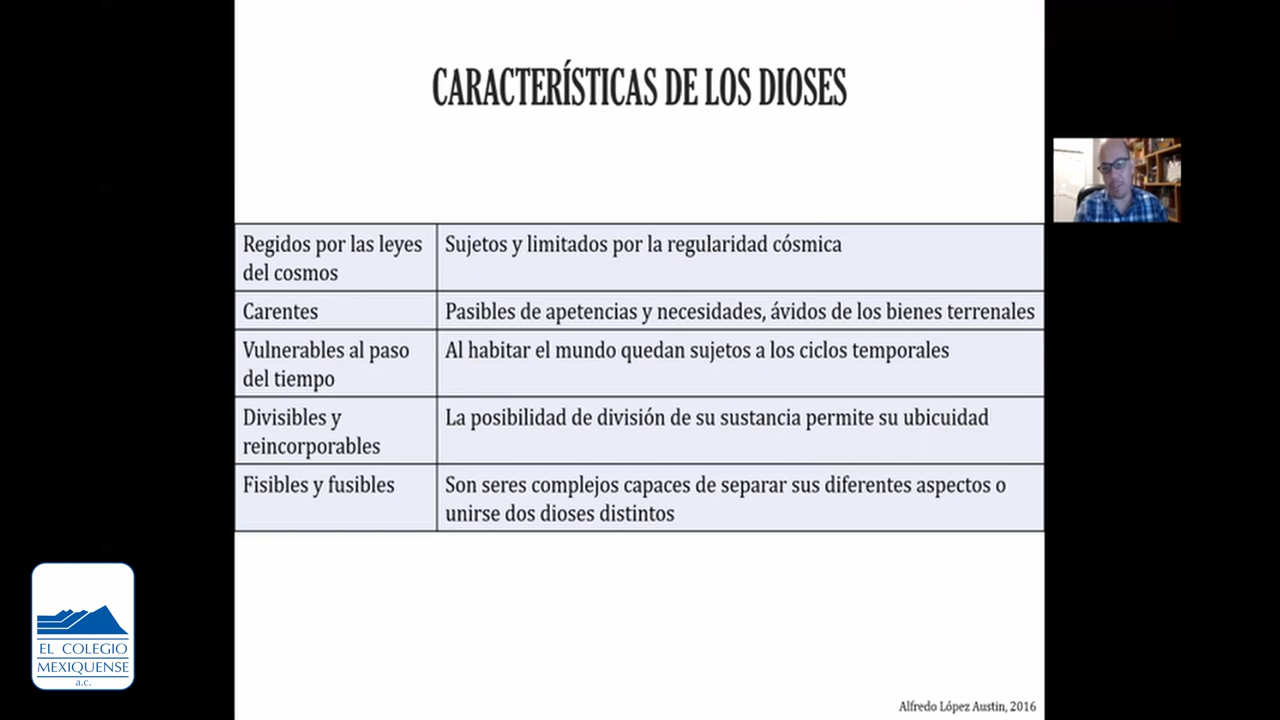 CARACTERÍSTICAS DE LOS DIOSES
Regidos por las leyes
del cosmos
Sujetos y limitados por la regularidad cósmica
Carentes
Pasibles de apetencias y necesidades, ávidos de los bienes terrenales
Vulnerables al paso
del tiempo
Al habitar el mundo quedan sujetos a los ciclos temporales
Divisibles y
reincorporables
La posibilidad de división de su sustancia permite su ubicuidad
Fisibles y fusibles
Son seres complejos capaces de separar sus diferentes aspectos o
unirse dos dioses distintos
EL COLEGIO
MEXIQUENSE
a.c.
Alfredo López Austin, 2016